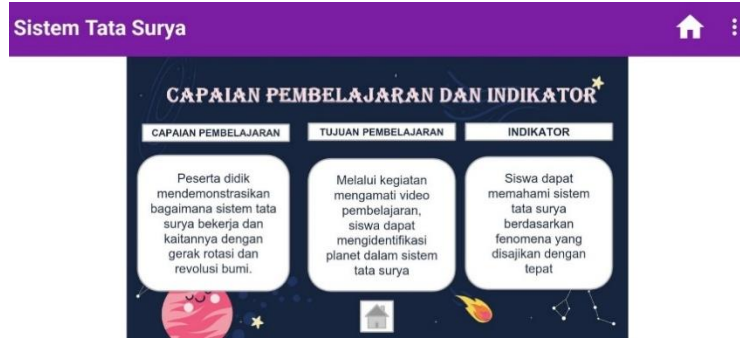 Sistem Tata Surya
CAPAIAN PEMBELAJARAN DAN INDIKATOR
CAPAIAN PEMBELAJARAN
Peserta didik
mendemonstrasikan
bagaimana sistem tata
surya bekerja dan
kaitannya dengan
gerak rotasi dan
revolusi bumi.
TUJUAN PEMBELAJARAN
Melalui kegiatan
mengamati video
pembelajaran,
siswa dapat
mengidentifikasi
planet dalam sistem
tata surya
INDIKATOR
Siswa dapat
memahami sistem
tata surya
berdasarkan
fenomena yang
disajikan dengan
tepat